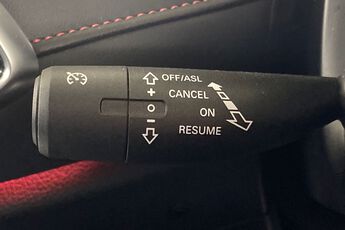 OFF/ASL
+ CANCEL
O ON
− RESUME